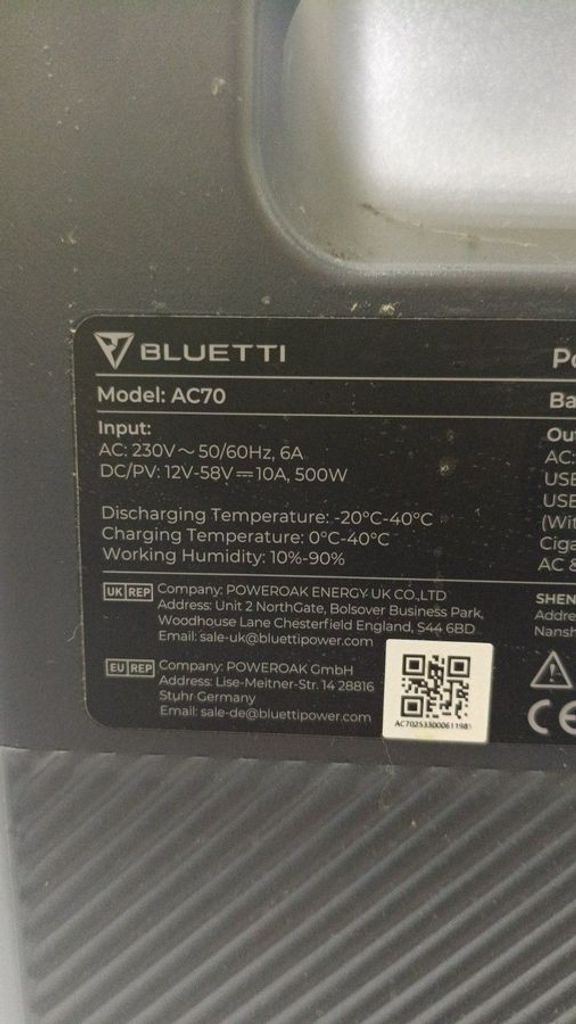 BLUETTI
Model: AC70
Input:
AC: 230V~ 50/60Hz, 6A
DC/PV: 12V-58V⎓10A, 500W
Discharging Temperature: -20°C-40°C
Charging Temperature: 0°C-40°C
Working Humidity: 10%-90%
UK REP Company: POWEROAK ENERGY UK CO.,LTD
Address: Unit 2 NorthGate, Bolsover Business Park,
Woodhouse Lane Chesterfield England, S44 6BD
Email: sale-uk@bluettipower.com
EU REP Company: POWEROAK GmbH
Address: Lise-Meitner-Str. 14 28816
Stuhr Germany
Email: sale-de@bluettipower.com
Po
Ba
Ou
AC:
USB
USB
(Wit
Ciga
AC &
SHEN
Addre
Nansh
CE